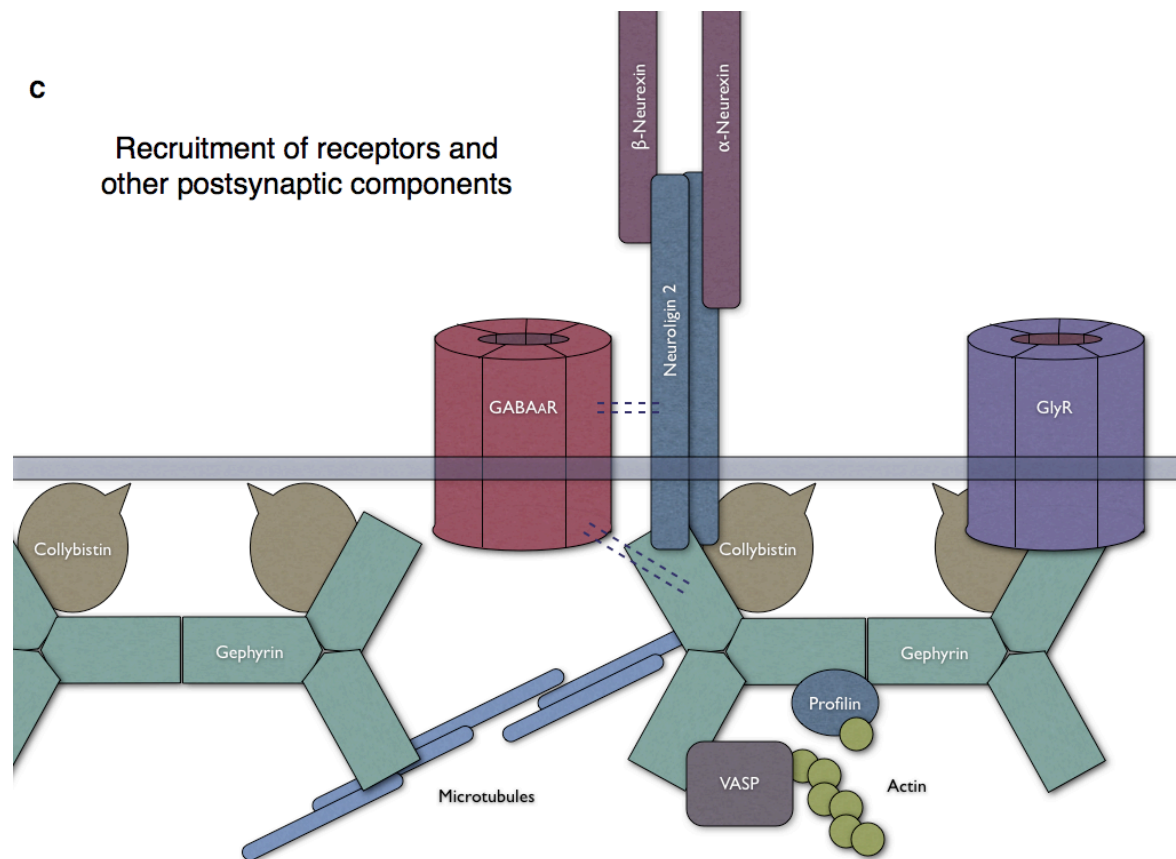 c
Recruitment of receptors and
other postsynaptic components
β-Neurexin
α-Neurexin
Neuroligin 2
GABAAR
GlyR
Collybistin
Collybistin
Gephyrin
Gephyrin
Profilin
VASP
Actin
Microtubules